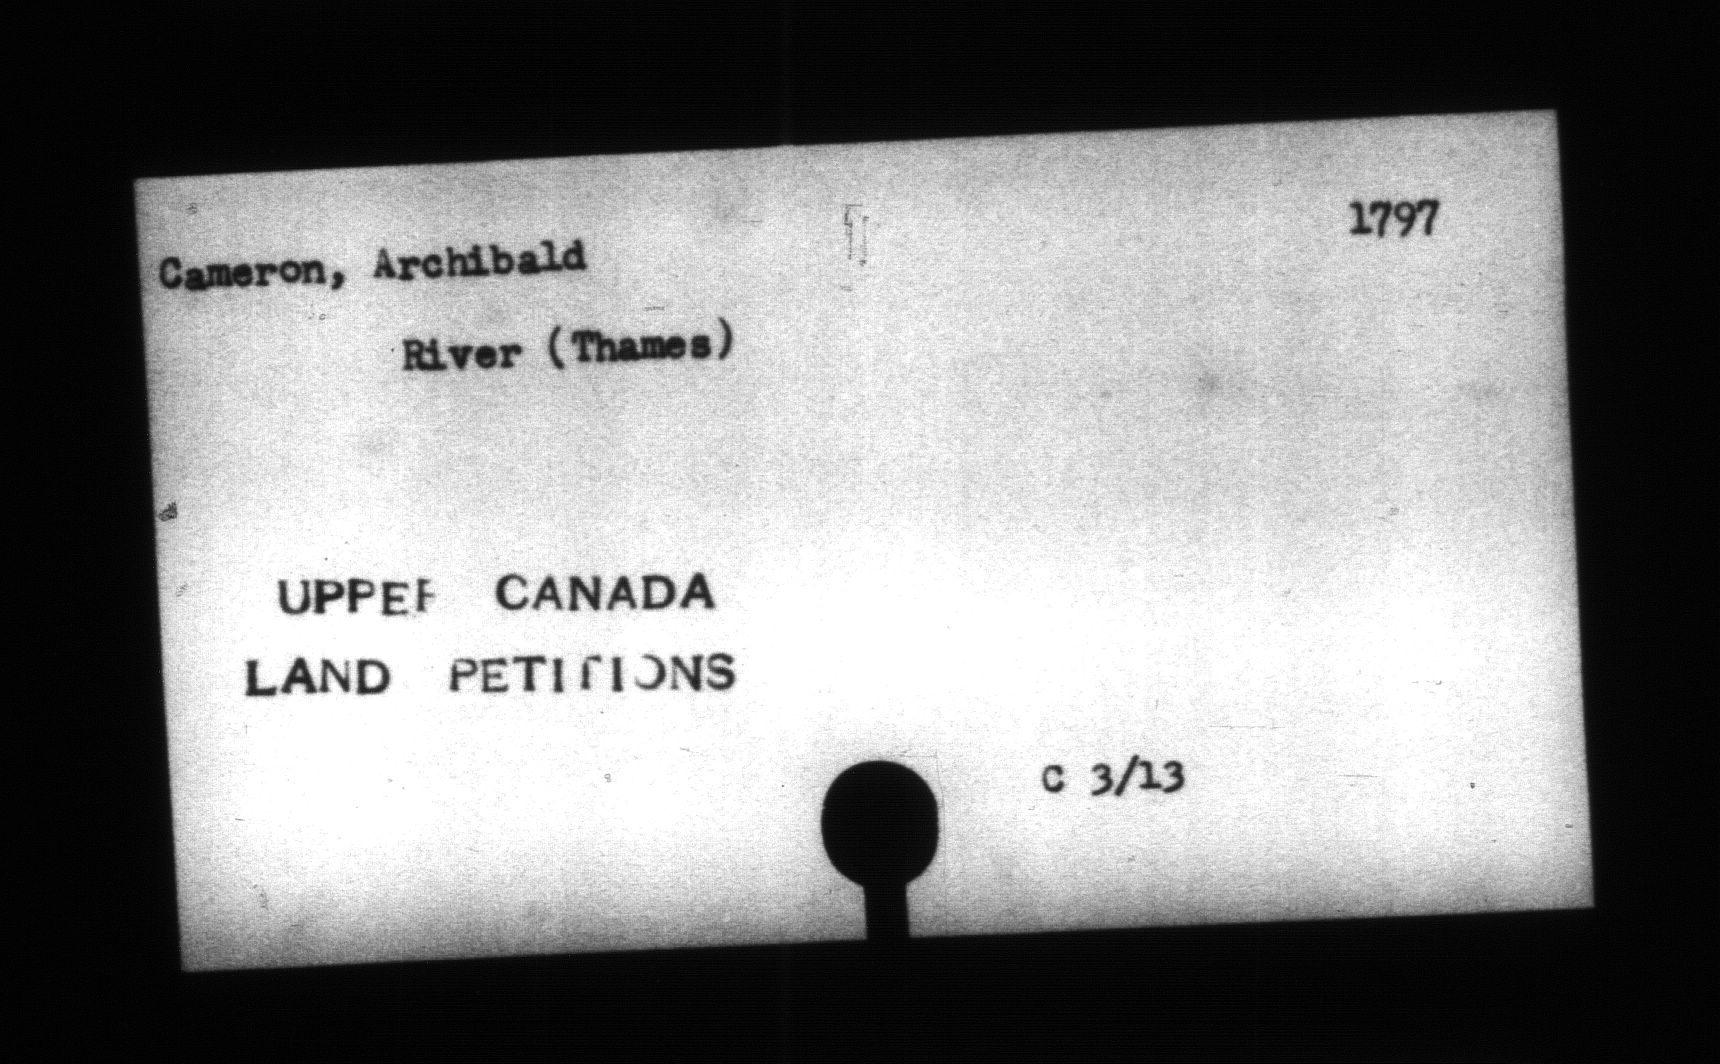 1797
Cameron, Archibald
River (Thames)
UPPER CANADA
LAND PETITIONS
C 3/13